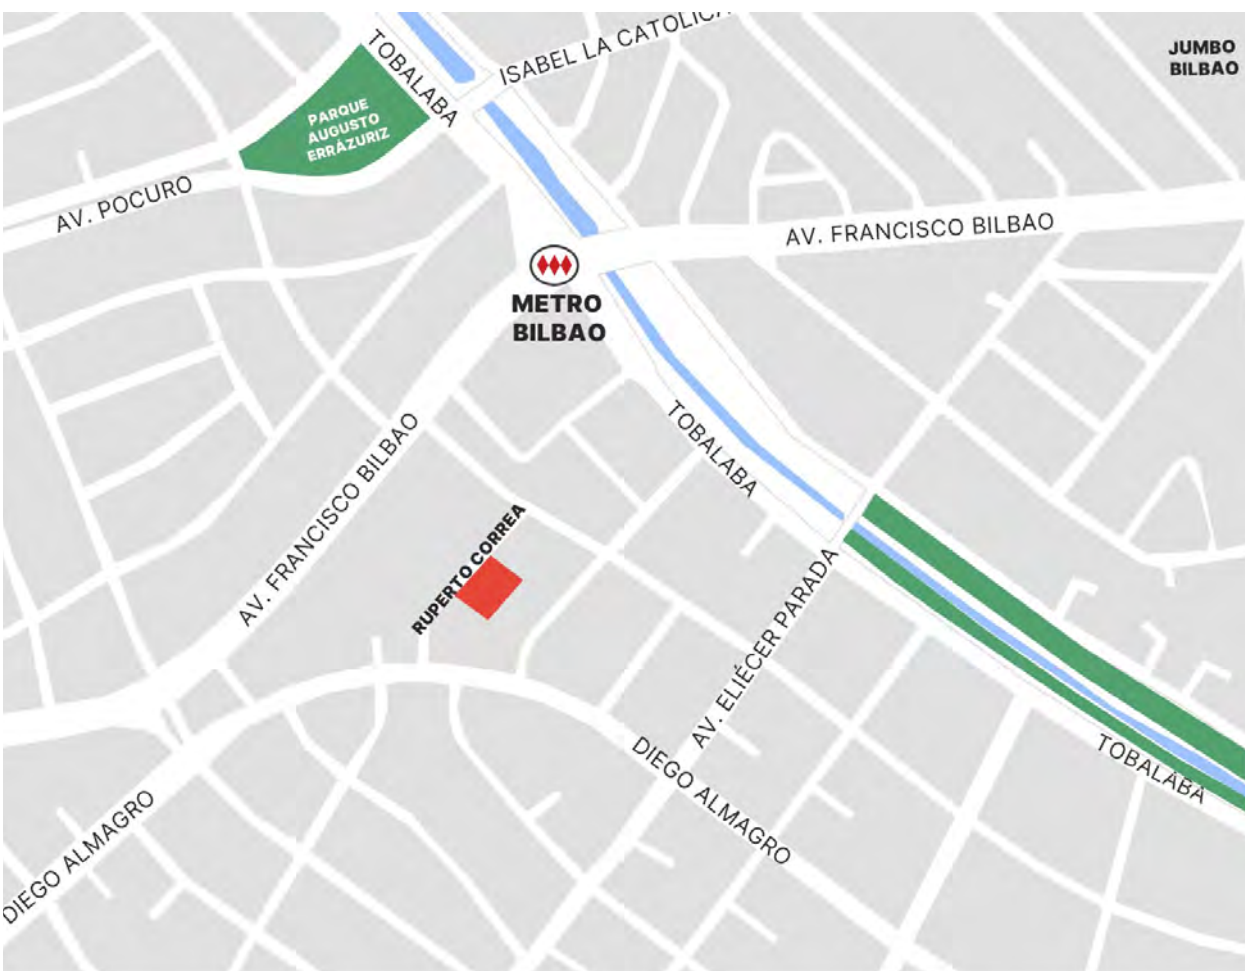 TOBALABA
ISABEL LA CATÓLICA
JUMBO
BILBAO
PARQUE
AUGUSTO
ERRÁZURIZ
AV. POCURO
AV. FRANCISCO BILBAO
METRO
BILBAO
TOBALABA
AV. FRANCISCO BILBAO
RUPERTO CORREA
AV. ELIÉCER PARADA
TOBALABA
DIEGO ALMAGRO
DIEGO ALMAGRO